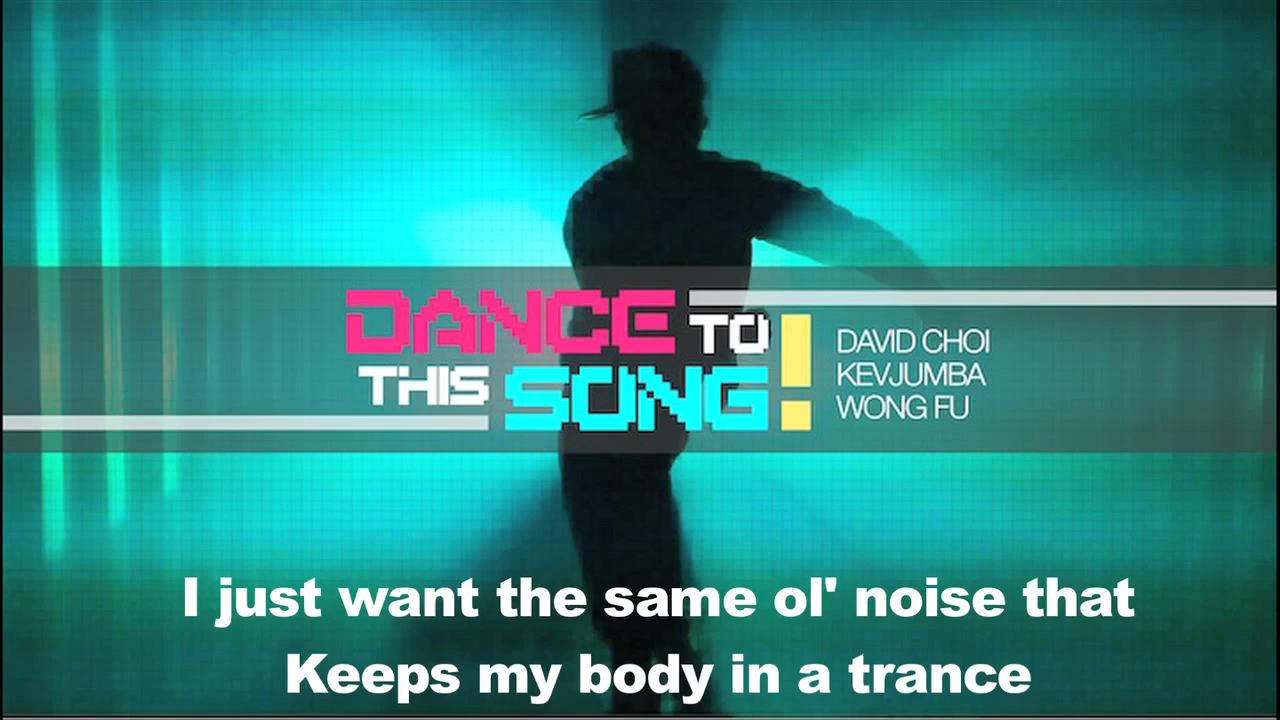 DANCE TO
THIS SONG!
DAVID CHOI
KEVJUMBA
WONG FU
I just want the same ol' noise that
Keeps my body in a trance